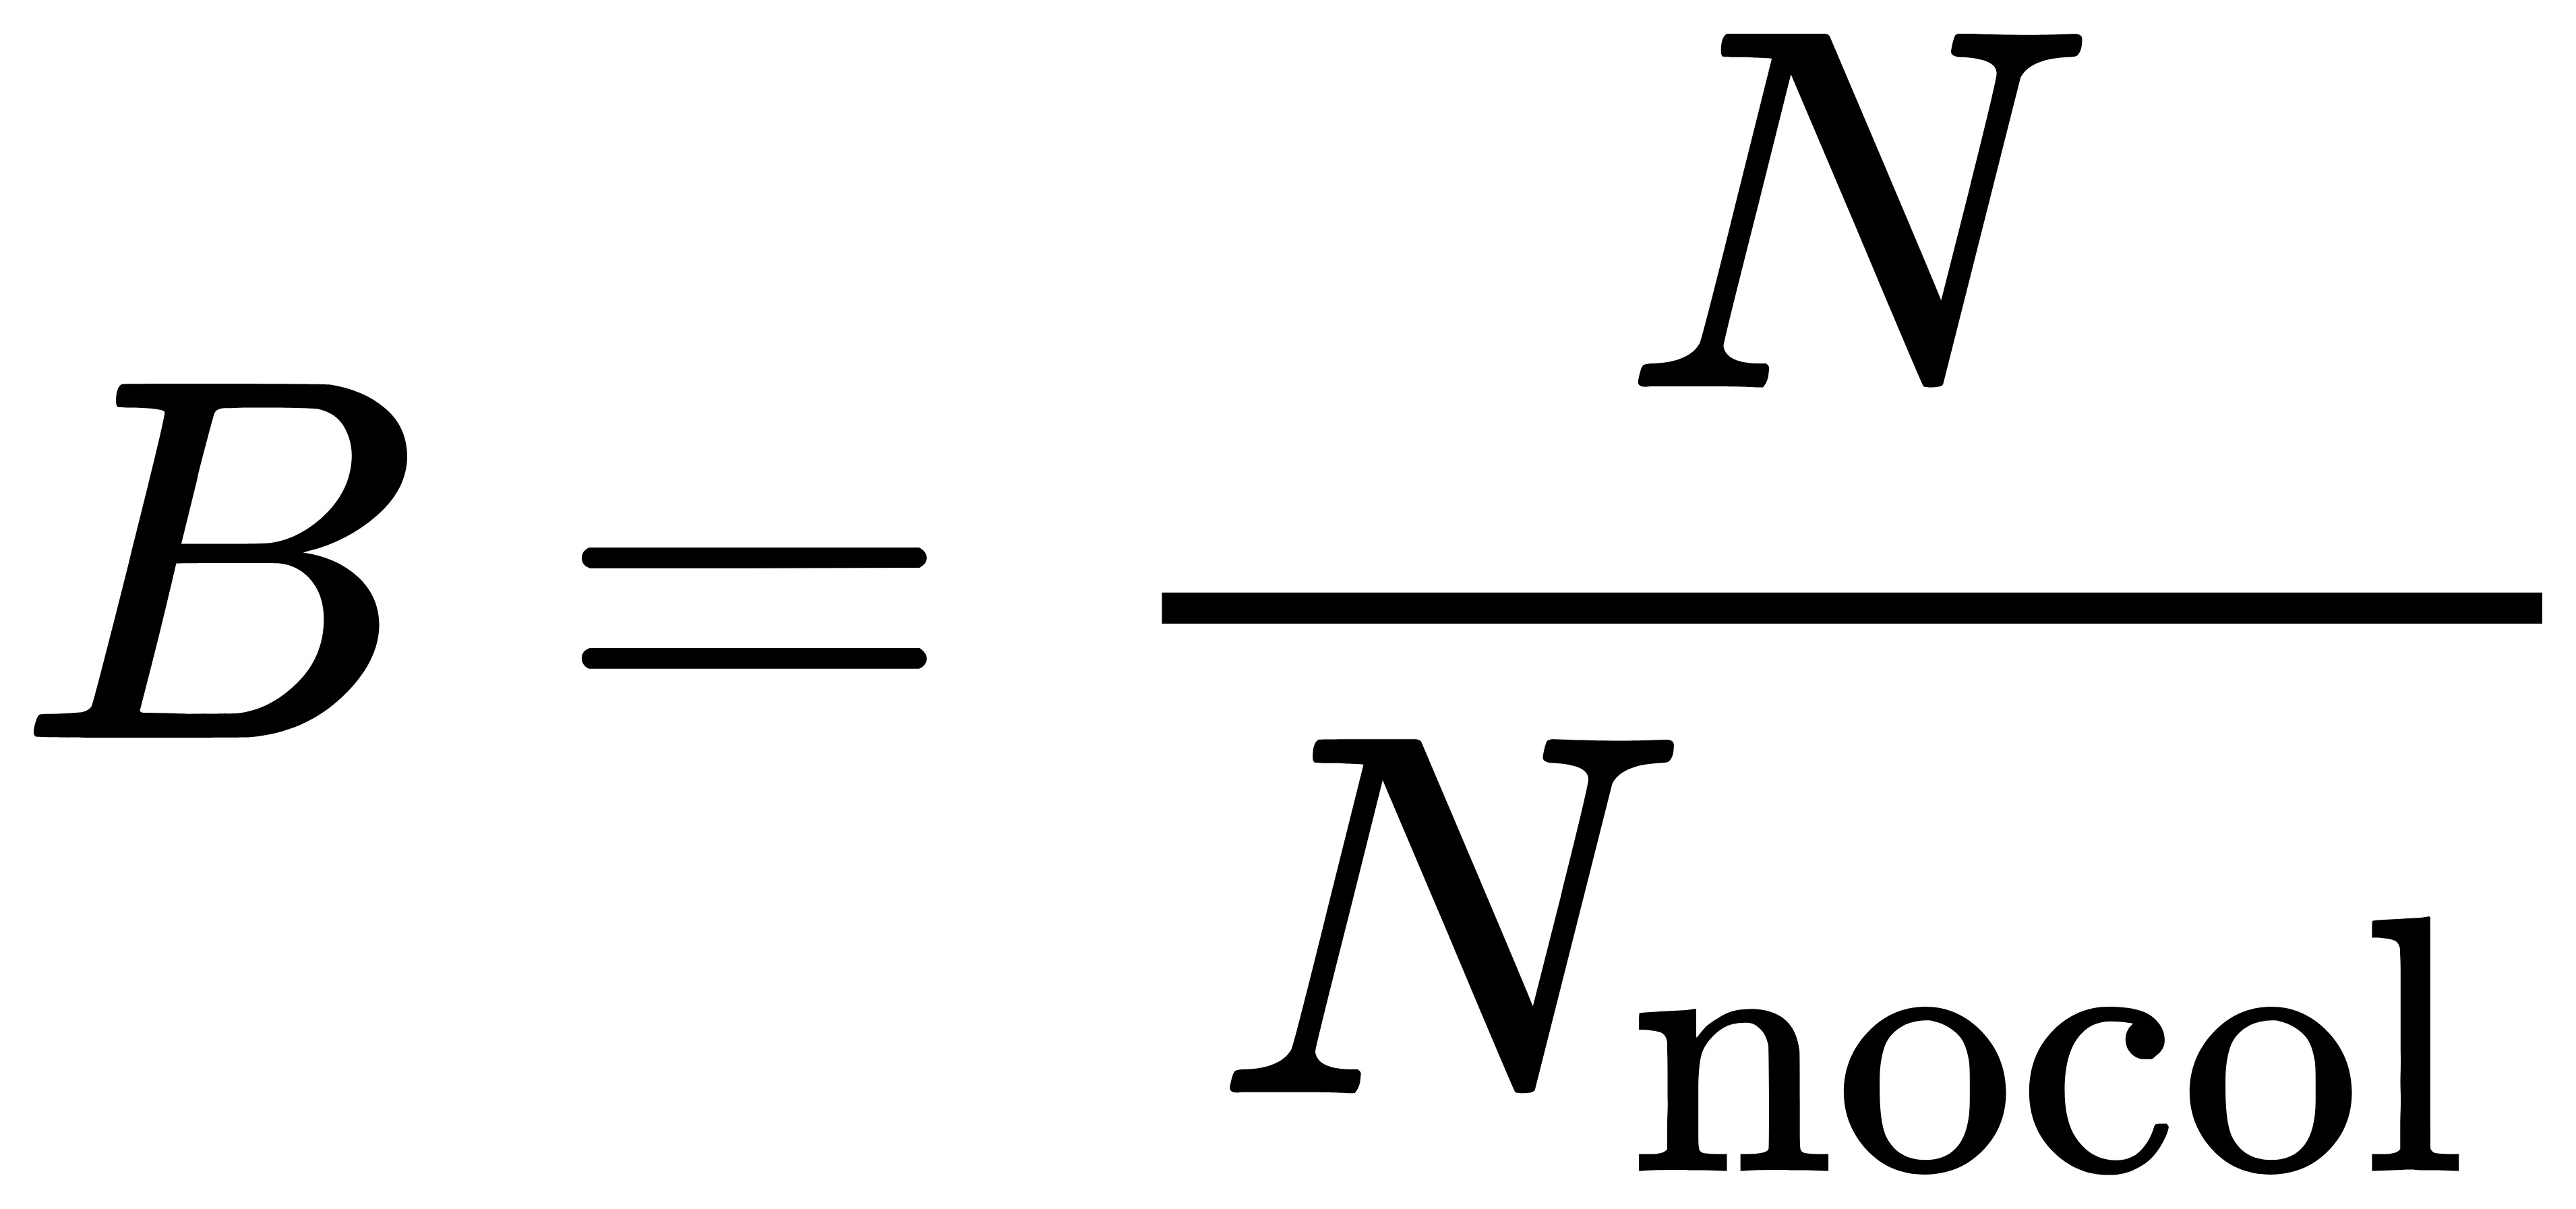 B = N / N_nocol